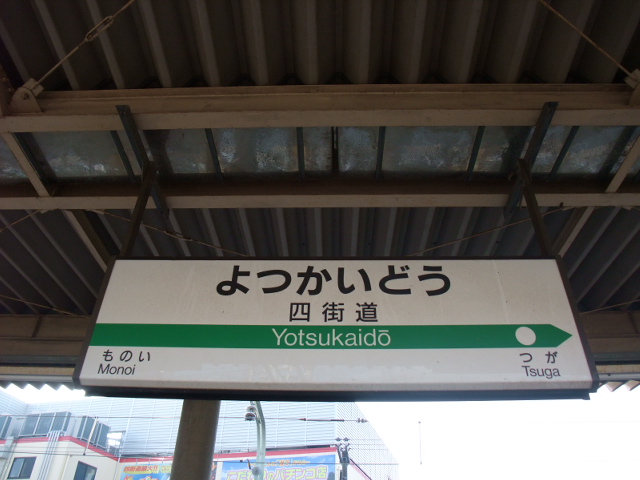 よつかいどう
四街道
Yotsukaidō
ものい
Monoi
つが
Tsuga